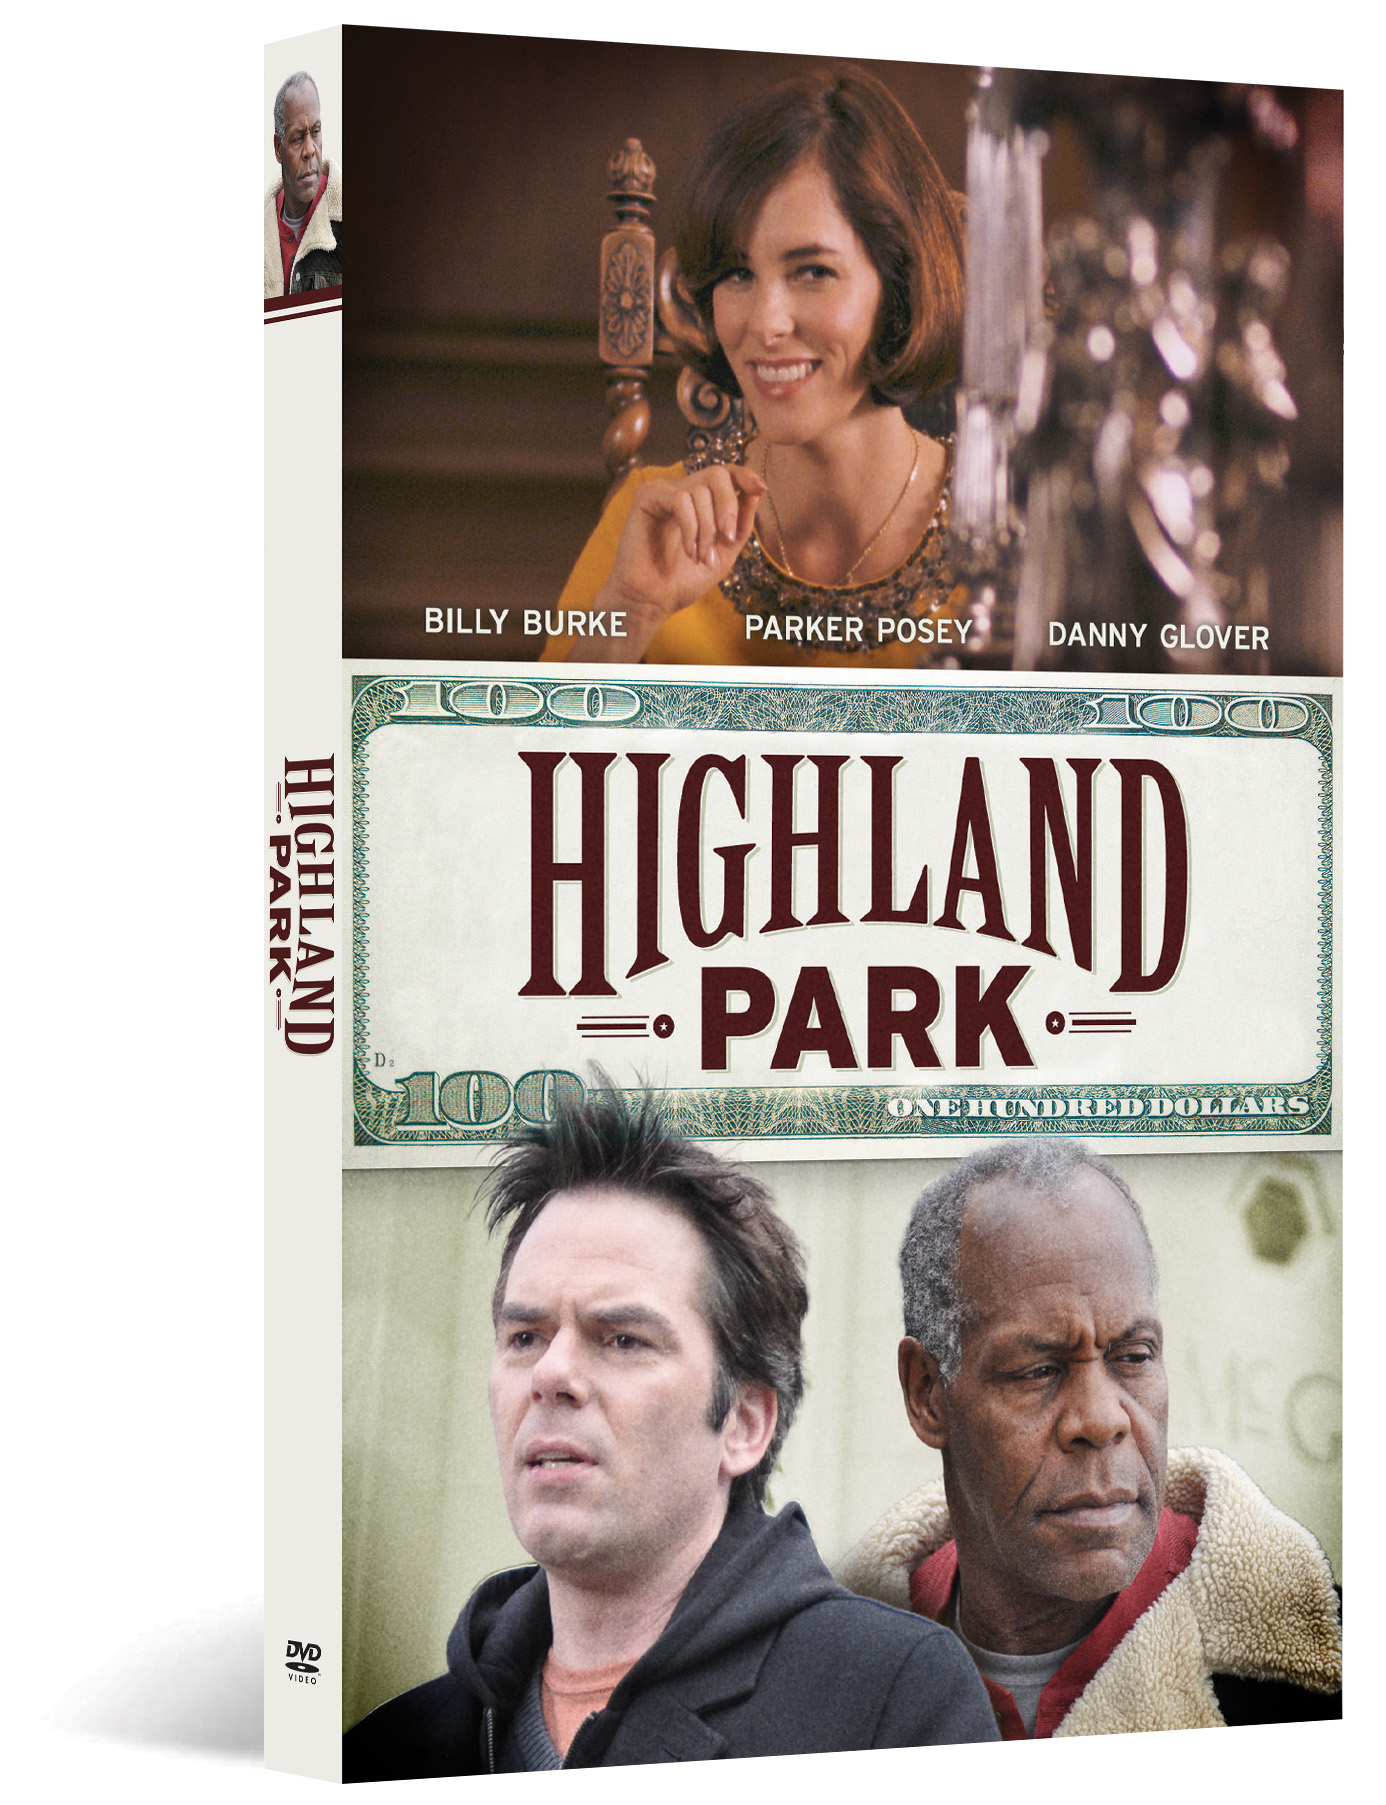 BILLY BURKE PARKER POSEY DANNY GLOVER
100 100
HIGHLAND
PARK
D2
100 ONE HUNDRED DOLLARS
HIGHLAND
PARK
DVD
VIDEO